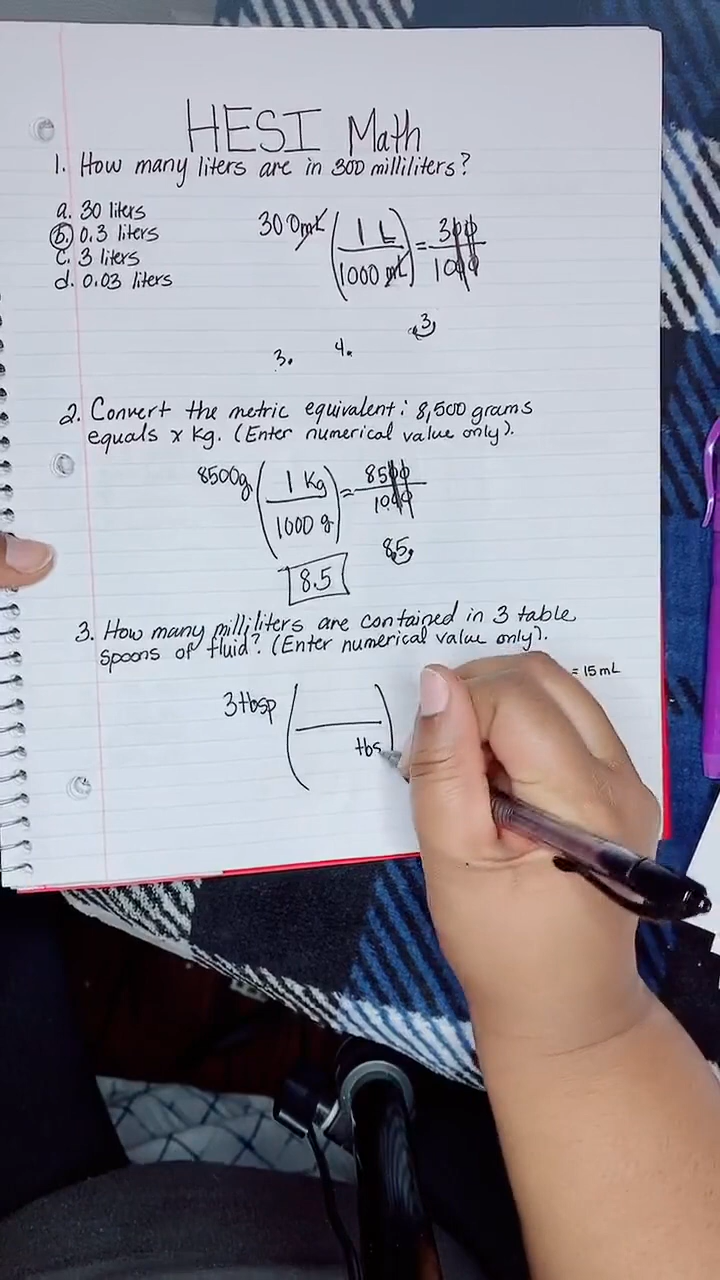 HESI Math
1. How many liters are in 300 milliliters?
a. 30 liters
b. 0.3 liters
c. 3 liters
d. 0.03 liters
300mL (1 L / 1000 mL) = 300 / 1000
.3
3. 4.
2. Convert the metric equivalent: 8,500 grams
equals x Kg. (Enter numerical value only).
8500g (1 Kg / 1000 g) = 8500 / 1000
8.5.
8.5
3. How many milliliters are contained in 3 table
spoons of fluid? (Enter numerical value only).
= 15 mL
3 tbsp ( / tbs )